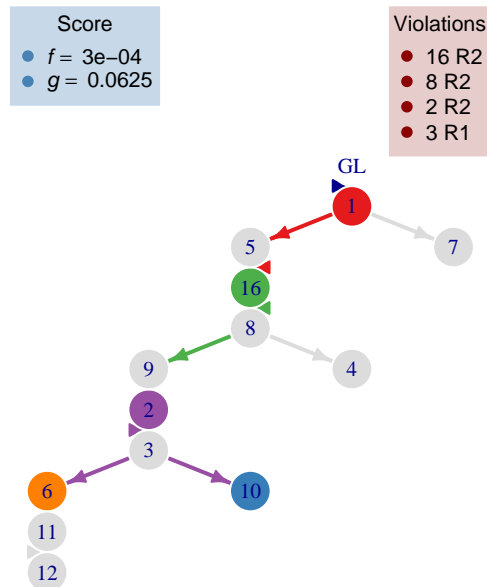 Score
f = 3e−04
g = 0.0625
Violations
16 R2
8 R2
2 R2
3 R1
GL
1
5
7
16
8
9
4
2
3
6
10
11
12